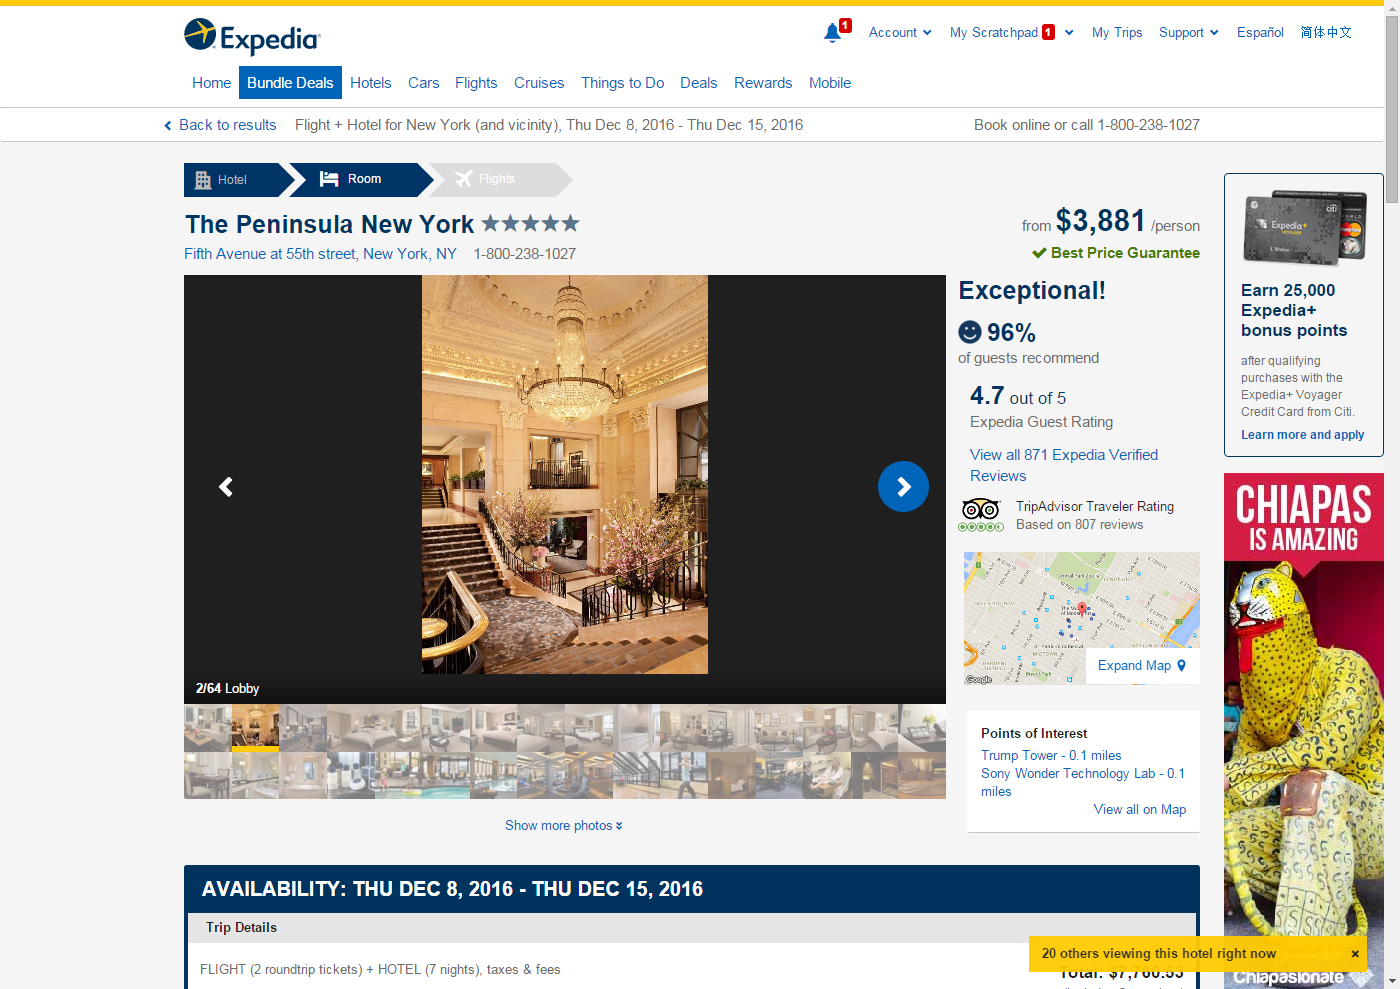 Expedia
1
Account
My Scratchpad 1
My Trips
Support
Español
简体中文
Home
Bundle Deals
Hotels
Cars
Flights
Cruises
Things to Do
Deals
Rewards
Mobile
Back to results
Flight + Hotel for New York (and vicinity), Thu Dec 8, 2016 - Thu Dec 15, 2016
Book online or call 1-800-238-1027
Hotel
Room
Flights
The Peninsula New York
from $3,881 /person
Fifth Avenue at 55th street, New York, NY
1-800-238-1027
Best Price Guarantee
Exceptional!
96%
of guests recommend
4.7 out of 5
Expedia Guest Rating
View all 871 Expedia Verified
Reviews
TripAdvisor Traveler Rating
Based on 807 reviews
Expand Map
Google
2/64 Lobby
Show more photos
Points of Interest
Trump Tower - 0.1 miles
Sony Wonder Technology Lab - 0.1
miles
View all on Map
citi
Expedia+
VOYAGER
Earn 25,000
Expedia+
bonus points
after qualifying
purchases with the
Expedia+ Voyager
Credit Card from Citi.
Learn more and apply
CHIAPAS
IS AMAZING
AVAILABILITY: THU DEC 8, 2016 - THU DEC 15, 2016
Trip Details
FLIGHT (2 roundtrip tickets) + HOTEL (7 nights), taxes & fees
20 others viewing this hotel right now
×
Total: $7,760.53
Chiapasionate